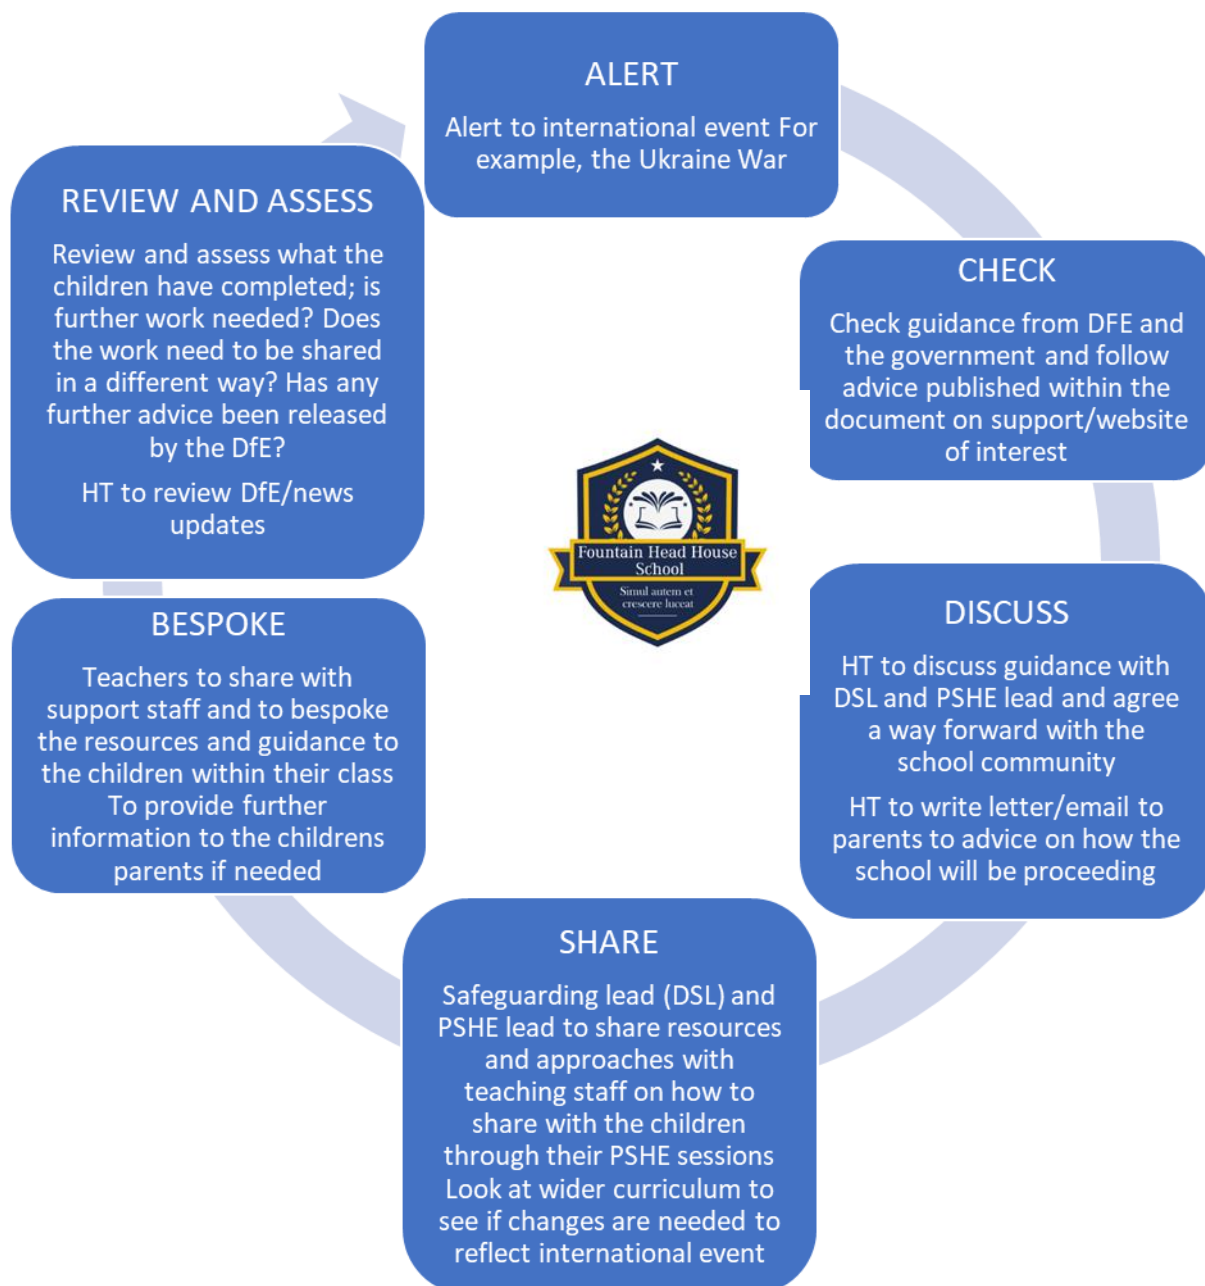 ALERT
Alert to international event For
example, the Ukraine War
CHECK
Check guidance from DFE and
the government and follow
advice published within the
document on support/website
of interest
DISCUSS
HT to discuss guidance with
DSL and PSHE lead and agree
a way forward with the
school community
HT to write letter/email to
parents to advice on how the
school will be proceeding
SHARE
Safeguarding lead (DSL) and
PSHE lead to share resources
and approaches with
teaching staff on how to
share with the children
through their PSHE sessions
Look at wider curriculum to
see if changes are needed to
reflect international event
BESPOKE
Teachers to share with
support staff and to bespoke
the resources and guidance to
the children within their class
To provide further
information to the childrens
parents if needed
REVIEW AND ASSESS
Review and assess what the
children have completed; is
further work needed? Does
the work need to be shared
in a different way? Has any
further advice been released
by the DfE?
HT to review DfE/news
updates
Fountain Head House
School
Simul autem et
crescere luceat